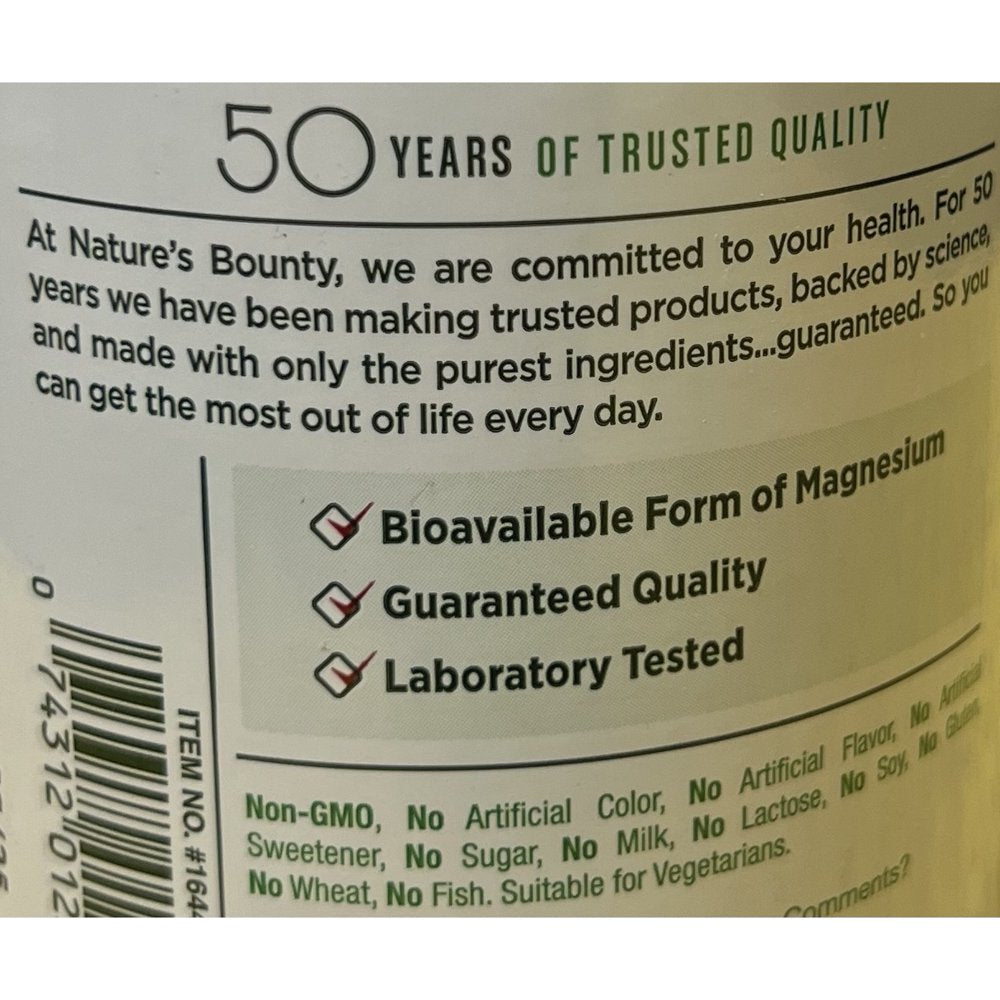 50 YEARS OF TRUSTED QUALITY
At Nature's Bounty, we are committed to your health. For 50
years we have been making trusted products, backed by science,
and made with only the purest ingredients...guaranteed. So you
can get the most out of life every day.
Bioavailable Form of Magnesium
Guaranteed Quality
Laboratory Tested
Non-GMO, No Artificial Color, No Artificial Flavor, No Artificial
Sweetener, No Sugar, No Milk, No Lactose, No Soy, No Gluten,
No Wheat, No Fish. Suitable for Vegetarians.
Comments?
0 74312 012
ITEM NO. #164